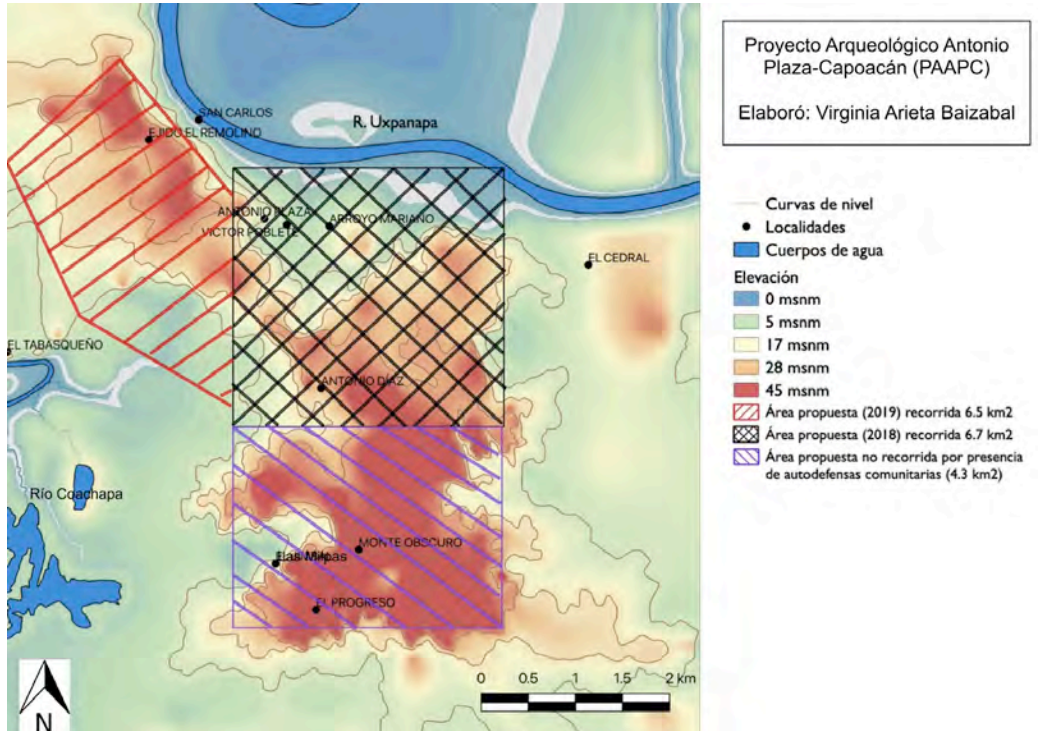 Proyecto Arqueológico Antonio
Plaza-Capoacán (PAAPC)
Elaboró: Virginia Arieta Baizabal
SAN CARLOS
R. Uxpanapa
EJIDO EL REMOLINO
ANTONIO PLAZA
ARROYO MARIANO
VICTOR POBLETE
EL CEDRAL
EL TABASQUEÑO
ANTONIO DÍAZ
Río Coachapa
MONTE OBSCURO
Las Milpas
EL PROGRESO
Curvas de nivel
Localidades
Cuerpos de agua
Elevación
0 msnm
5 msnm
17 msnm
28 msnm
45 msnm
Área propuesta (2019) recorrida 6.5 km2
Área propuesta (2018) recorrida 6.7 km2
Área propuesta no recorrida por presencia
de autodefensas comunitarias (4.3 km2)
0 0.5 1 1.5 2 km
N